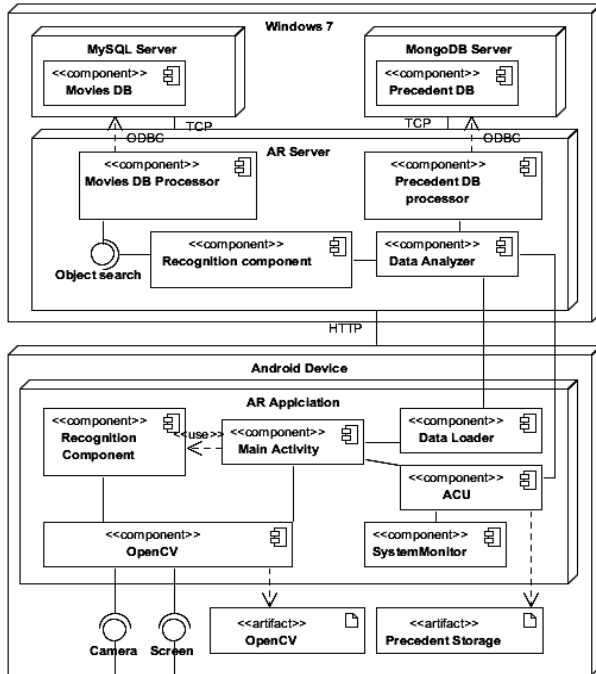 Windows 7
MySQL Server
MongoDB Server
<<component>>
Movies DB
<<component>>
Precedent DB
TCP
TCP
ODBC
ODBC
AR Server
<<component>>
Movies DB Processor
<<component>>
Precedent DB
processor
<<component>>
Recognition component
<<component>>
Data Analyzer
Object search
HTTP
Android Device
AR Appliciation
<<component>>
Recognition
Component
<<use>>
<<component>>
Main Activity
<<component>>
Data Loader
<<component>>
ACU
<<component>>
OpenCV
<<component>>
SystemMonitor
<<artifact>>
OpenCV
<<artifact>>
Precedent Storage
Camera
Screen